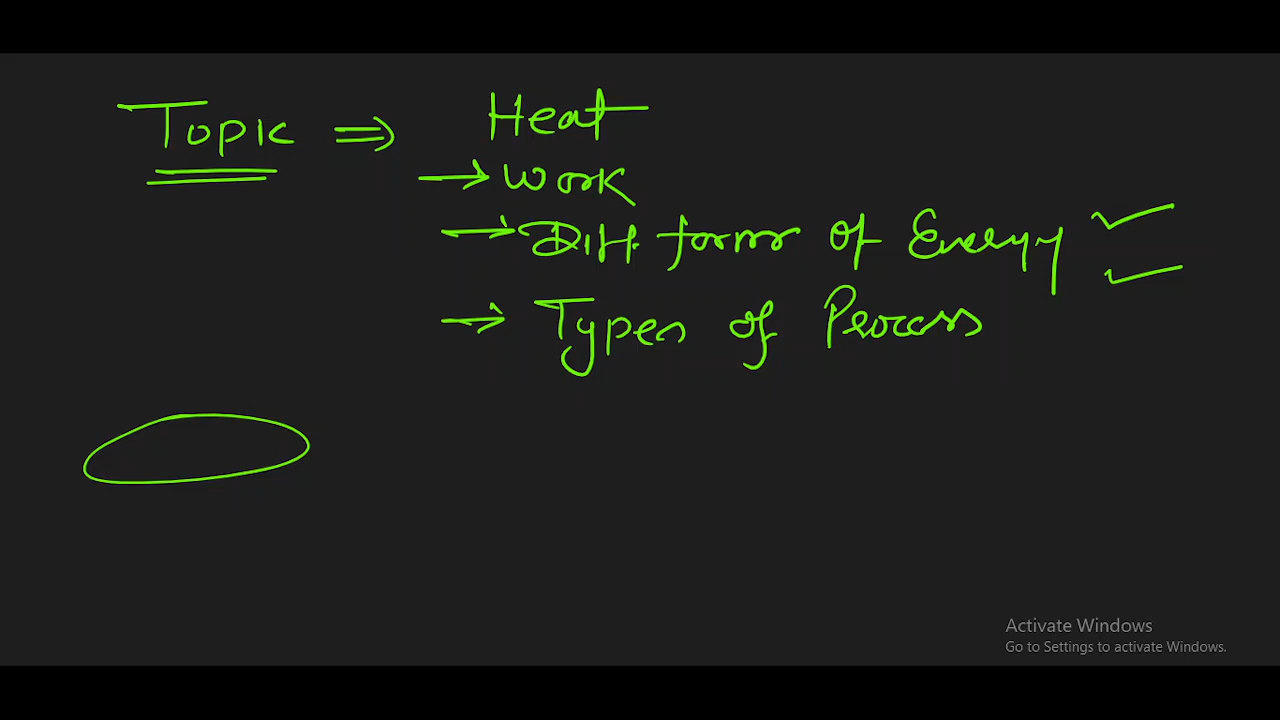 Topic ⇒ Heat
→ Work
→ Diff. forms of Energy ✓
→ Types of Process ✓
Activate Windows
Go to Settings to activate Windows.